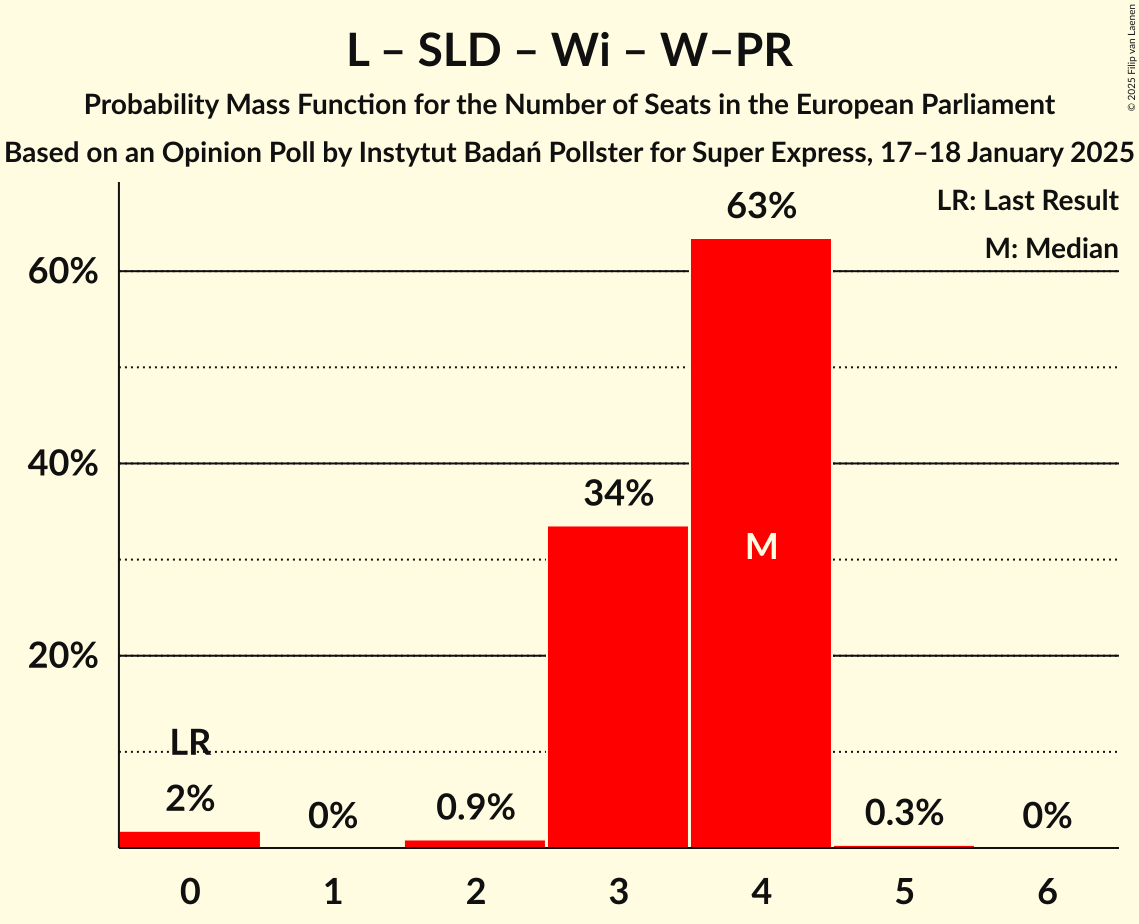 L – SLD – Wi – W–PR
Probability Mass Function for the Number of Seats in the European Parliament
Based on an Opinion Poll by Instytut Badań Pollster for Super Express, 17–18 January 2025
© 2025 Filip van Laenen
LR: Last Result
M: Median
63%
60%
40%
34%
M
20%
LR
2%
0%
0.9%
0.3%
0%
0 1 2 3 4 5 6